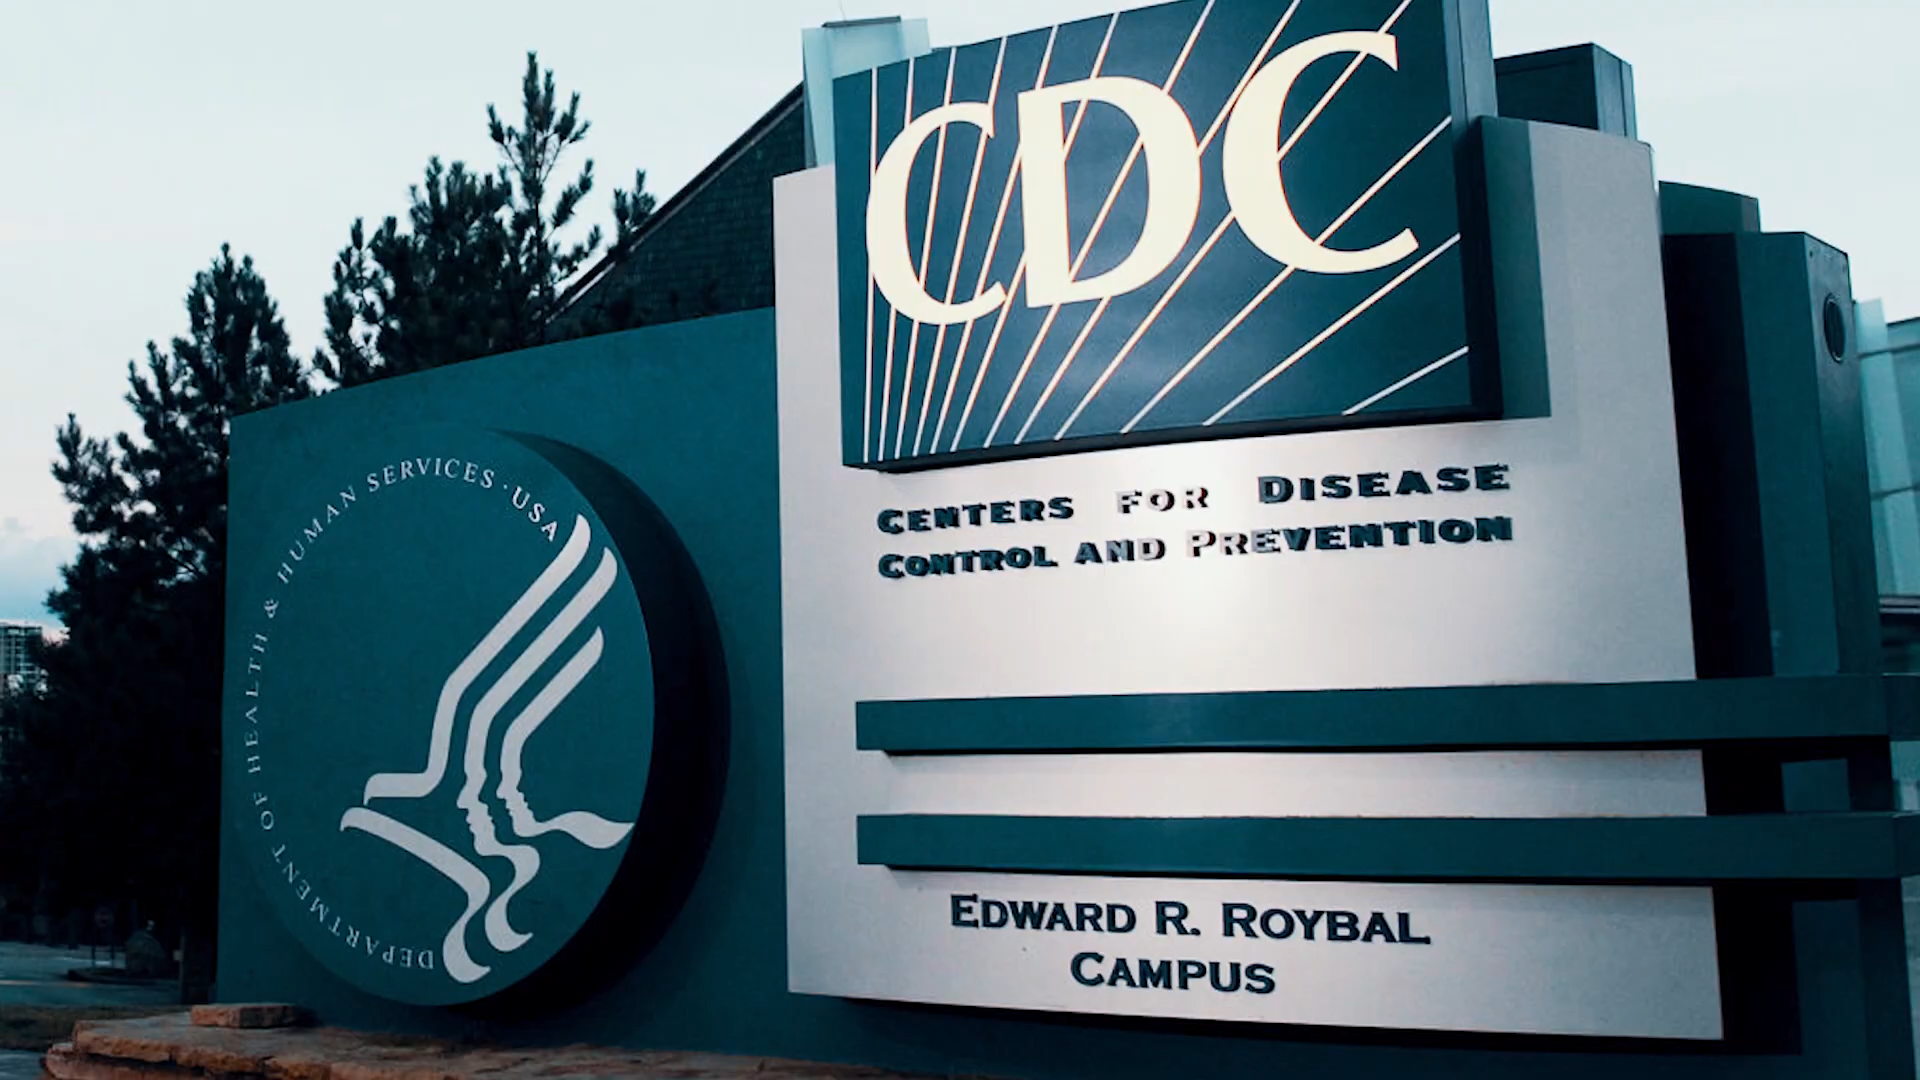 DEPARTMENT OF HEALTH & HUMAN SERVICES · USA
CDC
CENTERS FOR DISEASE
CONTROL AND PREVENTION
EDWARD R. ROYBAL
CAMPUS